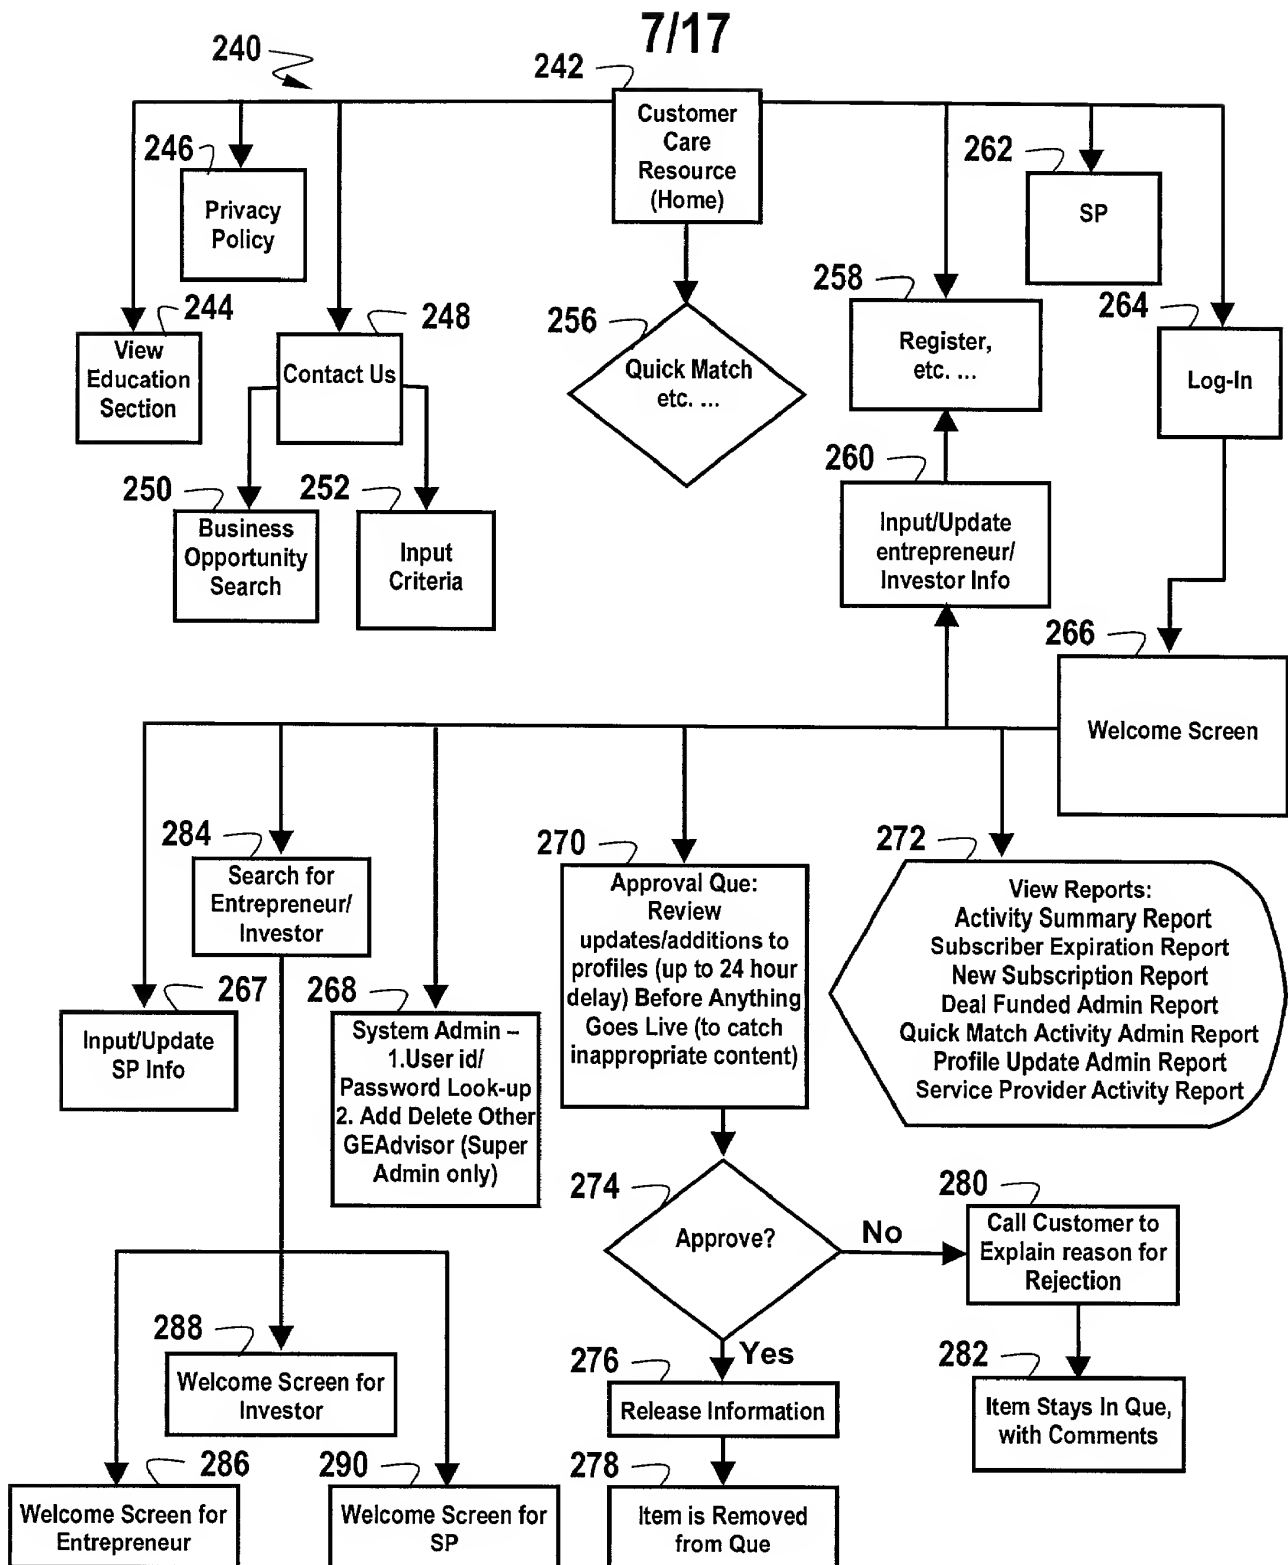 7/17
240
242
Customer
Care
Resource
(Home)
246
Privacy
Policy
262
SP
244
View
Education
Section
248
Contact Us
256
Quick Match
etc. ...
258
Register,
etc. ...
264
Log-In
250
Business
Opportunity
Search
252
Input
Criteria
260
Input/Update
entrepreneur/
Investor Info
266
Welcome Screen
284
Search for
Entrepreneur/
Investor
270
Approval Que:
Review
updates/additions to
profiles (up to 24 hour
delay) Before Anything
Goes Live (to catch
inappropriate content)
272
View Reports:
Activity Summary Report
Subscriber Expiration Report
New Subscription Report
Deal Funded Admin Report
Quick Match Activity Admin Report
Profile Update Admin Report
Service Provider Activity Report
267
Input/Update
SP Info
268
System Admin –
1.User id/
Password Look-up
2. Add Delete Other
GEAdvisor (Super
Admin only)
274
Approve?
No
280
Call Customer to
Explain reason for
Rejection
288
Welcome Screen for
Investor
Yes
276
Release Information
282
Item Stays In Que,
with Comments
286
Welcome Screen for
Entrepreneur
290
Welcome Screen for
SP
278
Item is Removed
from Que